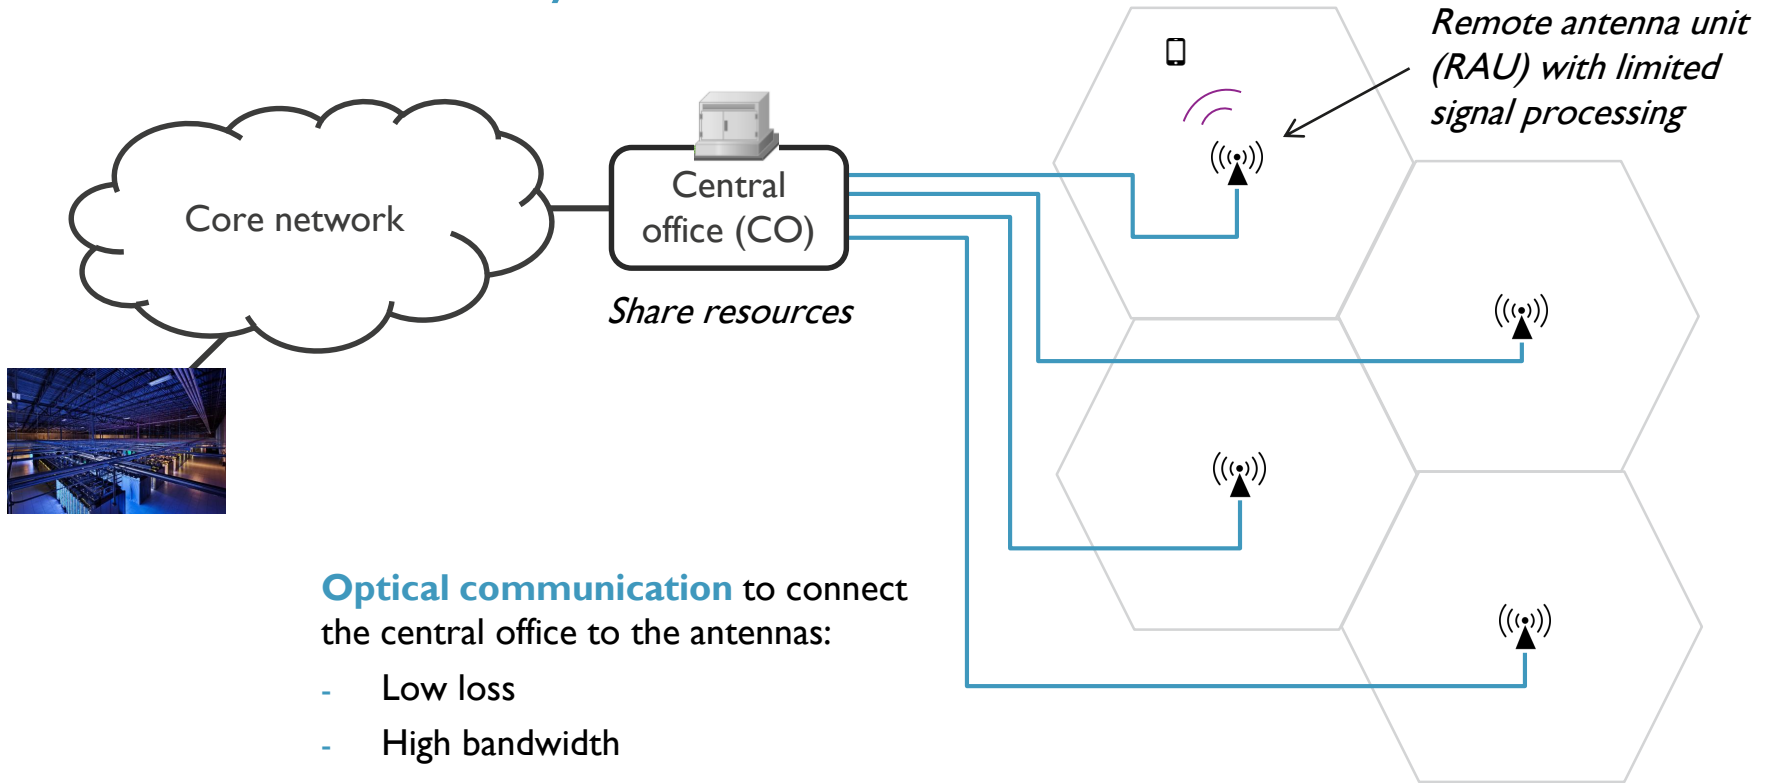 Remote antenna unit
(RAU) with limited
signal processing
Core network
Central
office (CO)
Share resources
Optical communication to connect
the central office to the antennas:
- Low loss
- High bandwidth